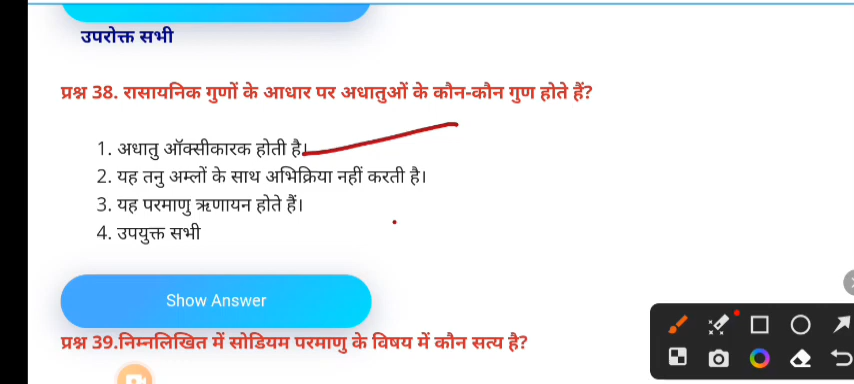 उपरोक्त सभी
प्रश्न 38. रासायनिक गुणों के आधार पर अधातुओं के कौन-कौन गुण होते हैं?
1. अधातु ऑक्सीकारक होती है।
2. यह तनु अम्लों के साथ अभिक्रिया नहीं करती है।
3. यह परमाणु ऋणायन होते हैं।
4. उपयुक्त सभी
Show Answer
प्रश्न 39.निम्नलिखित में सोडियम परमाणु के विषय में कौन सत्य है?